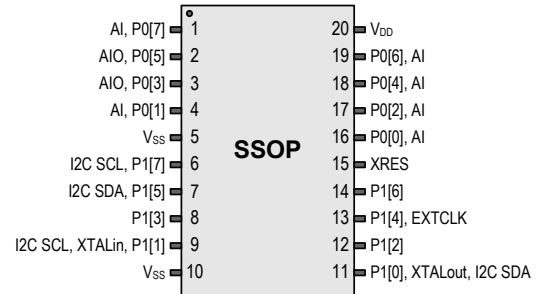 AI, P0[7] 1 20 VDD
AIO, P0[5] 2 19 P0[6], AI
AIO, P0[3] 3 18 P0[4], AI
AI, P0[1] 4 17 P0[2], AI
VSS 5 16 P0[0], AI
SSOP
I2C SCL, P1[7] 6 15 XRES
I2C SDA, P1[5] 7 14 P1[6]
P1[3] 8 13 P1[4], EXTCLK
I2C SCL, XTALin, P1[1] 9 12 P1[2]
VSS 10 11 P1[0], XTALout, I2C SDA